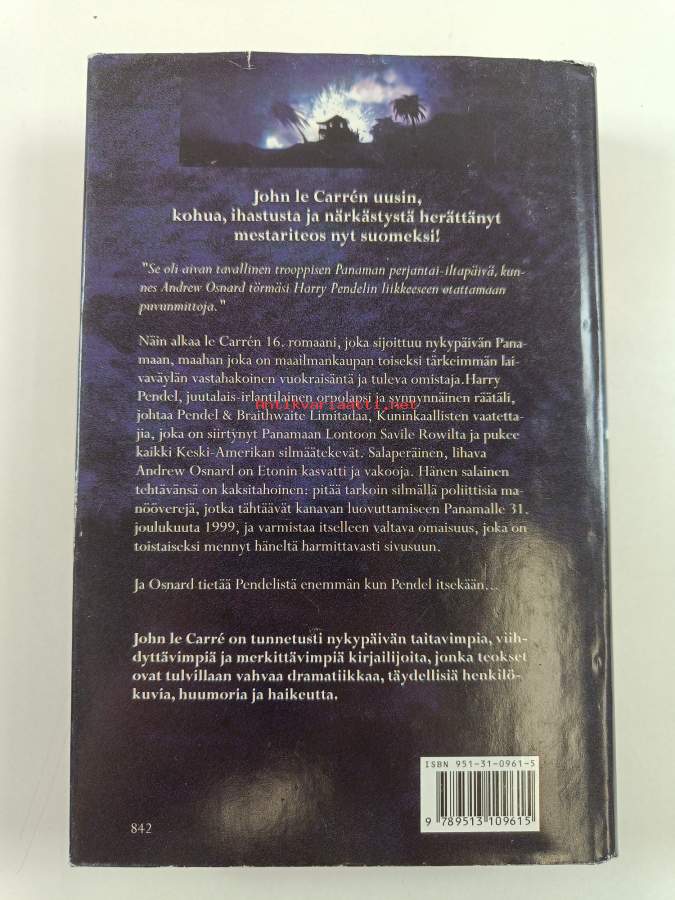 John le Carrén uusin,
kohua, ihastusta ja närkästystä herättänyt
mestariteos nyt suomeksi!
"Se oli aivan tavallinen trooppisen Panaman perjantai-iltapäivä, kun-
nes Andrew Osnard törmäsi Harry Pendelin liikkeeseen otattamaan
puvunmittoja."
Näin alkaa le Carrén 16. romaani, joka sijoittuu nykypäivän Pana-
maan, maahan joka on maailmankaupan toiseksi tärkeimmän lai-
vaväylän vastahakoinen vuokraisäntä ja tuleva omistaja.Harry
Pendel, juutalais-irlantilainen orpolapsi ja synnynnäinen räätäli,
Antikvariaatti.net
johtaa Pendel & Braithwaite Limitadaa, Kuninkaallisten vaatetta-
jia, joka on siirtynyt Panamaan Lontoon Savile Rowilta ja pukee
kaikki Keski-Amerikan silmäätekevät. Salaperäinen, lihava
Andrew Osnard on Etonin kasvatti ja vakooja. Hänen salainen
tehtävänsä on kaksitahoinen: pitää tarkoin silmällä poliittisia ma-
nööverejä, jotka tähtäävät kanavan luovuttamiseen Panamalle 31.
joulukuuta 1999, ja varmistaa itselleen valtava omaisuus, joka on
toistaiseksi mennyt häneltä harmittavasti sivusuun.
Ja Osnard tietää Pendelistä enemmän kun Pendel itsekään...
John le Carré on tunnetusti nykypäivän taitavimpia, viih-
dyttävimpiä ja merkittävimpiä kirjailijoita, jonka teokset
ovat tulvillaan vahvaa dramatiikkaa, täydellisiä henkilö-
kuvia, huumoria ja haikeutta.
ISBN 951-31-0961-5
9 789513 109615
842